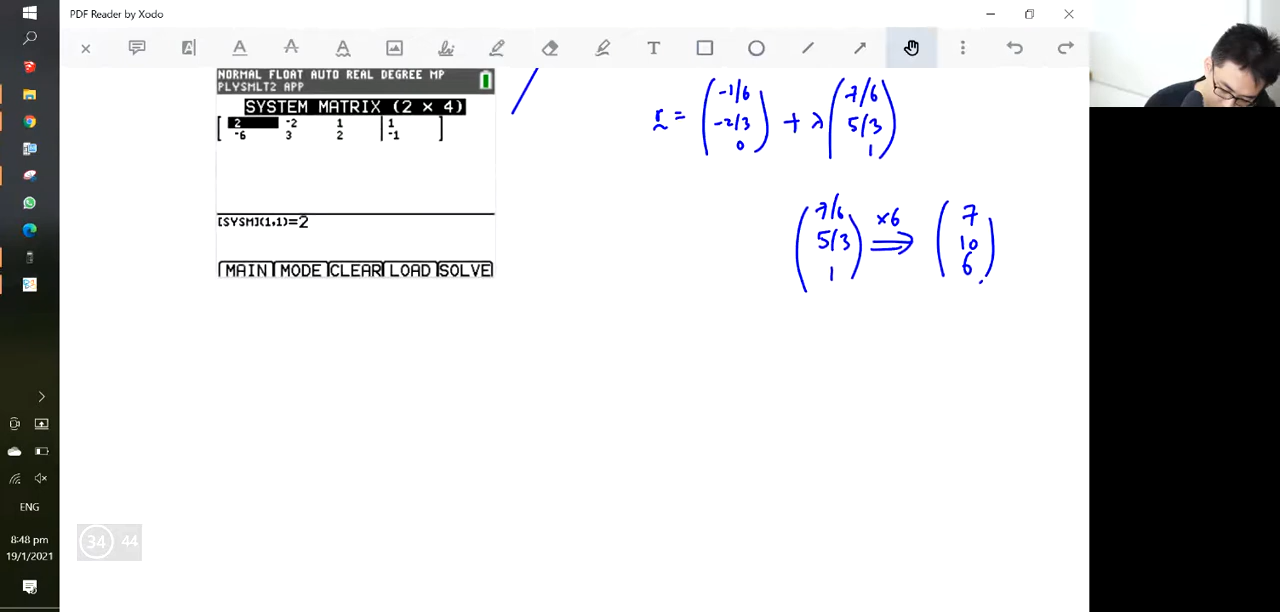 PDF Reader by Xodo
NORMAL FLOAT AUTO REAL DEGREE MP
PLYSMLT2 APP
SYSTEM MATRIX (2 × 4)
[ 2 -2 1 | 1 ]
[ -6 3 2 | -1 ]
[SYSM](1,1)=2
MAIN MODE CLEAR LOAD SOLVE
r = ( -1/6 -2/3 0 ) + λ ( 7/6 5/3 1 )
( 7/6 5/3 1 ) ×6 ⇒ ( 7 10 6 )
ENG
8:48 pm
19/1/2021
34 44